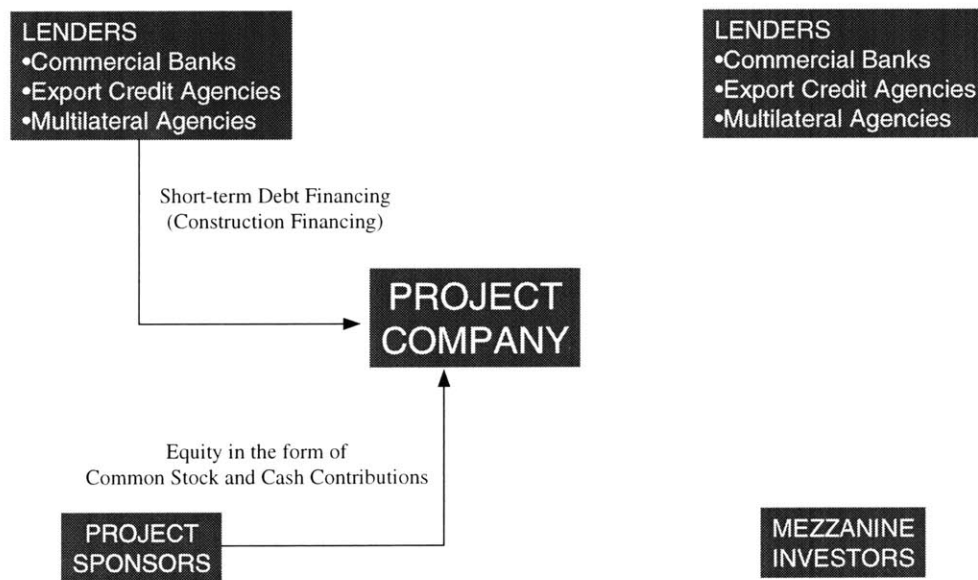 LENDERS
•Commercial Banks
•Export Credit Agencies
•Multilateral Agencies
LENDERS
•Commercial Banks
•Export Credit Agencies
•Multilateral Agencies
Short-term Debt Financing
(Construction Financing)
PROJECT
COMPANY
Equity in the form of
Common Stock and Cash Contributions
PROJECT
SPONSORS
MEZZANINE
INVESTORS